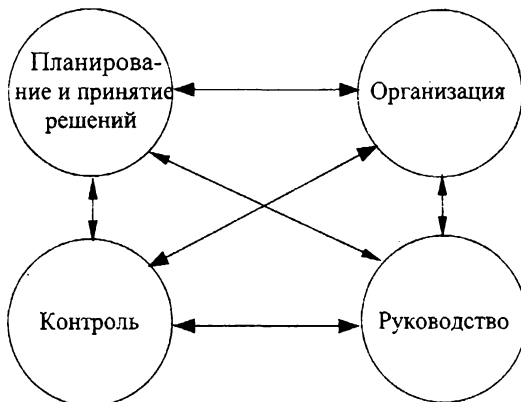 Планирова-
ние и принятие
решений
Организация
Контроль
Руководство